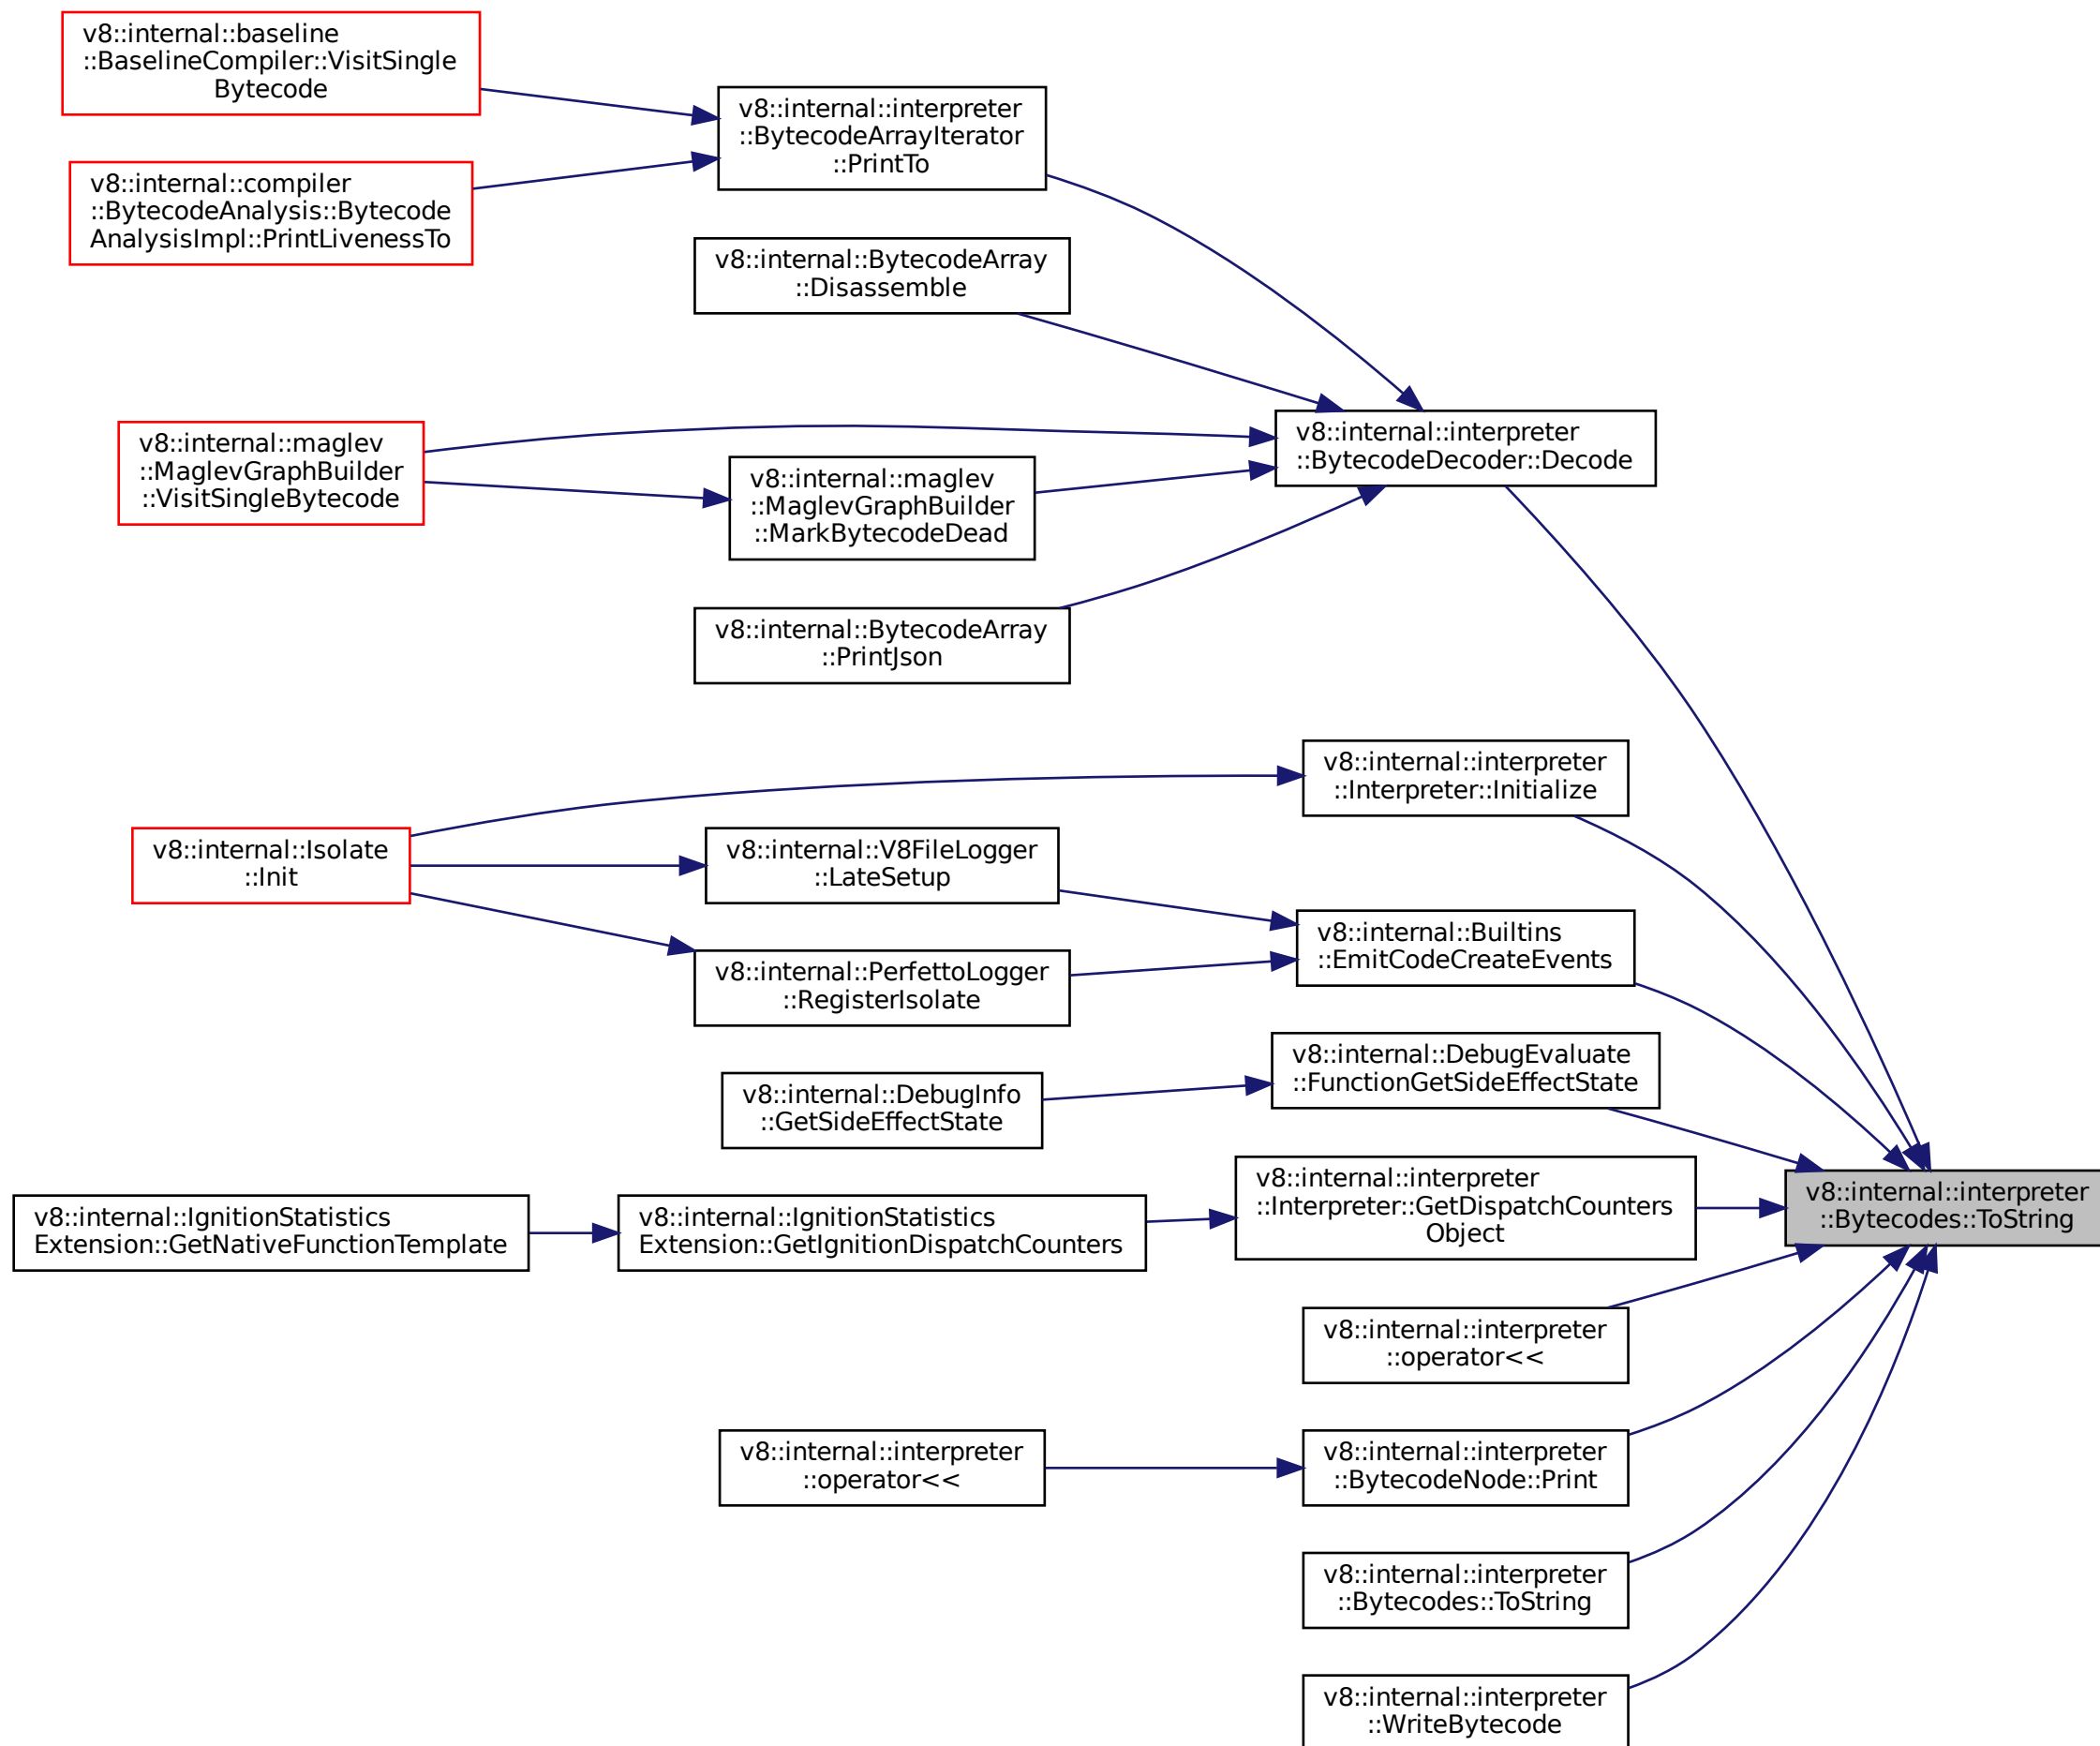 v8::internal::baseline
::BaselineCompiler::VisitSingle
Bytecode
v8::internal::compiler
::BytecodeAnalysis::Bytecode
AnalysisImpl::PrintLivenessTo
v8::internal::interpreter
::BytecodeArrayIterator
::PrintTo
v8::internal::BytecodeArray
::Disassemble
v8::internal::maglev
::MaglevGraphBuilder
::VisitSingleBytecode
v8::internal::maglev
::MaglevGraphBuilder
::MarkBytecodeDead
v8::internal::interpreter
::BytecodeDecoder::Decode
v8::internal::BytecodeArray
::PrintJson
v8::internal::interpreter
::Interpreter::Initialize
v8::internal::Isolate
::Init
v8::internal::V8FileLogger
::LateSetup
v8::internal::Builtins
::EmitCodeCreateEvents
v8::internal::PerfettoLogger
::RegisterIsolate
v8::internal::DebugEvaluate
::FunctionGetSideEffectState
v8::internal::DebugInfo
::GetSideEffectState
v8::internal::interpreter
::Interpreter::GetDispatchCounters
Object
v8::internal::interpreter
::Bytecodes::ToString
v8::internal::IgnitionStatistics
Extension::GetNativeFunctionTemplate
v8::internal::IgnitionStatistics
Extension::GetIgnitionDispatchCounters
v8::internal::interpreter
::operator<<
v8::internal::interpreter
::operator<<
v8::internal::interpreter
::BytecodeNode::Print
v8::internal::interpreter
::Bytecodes::ToString
v8::internal::interpreter
::WriteBytecode